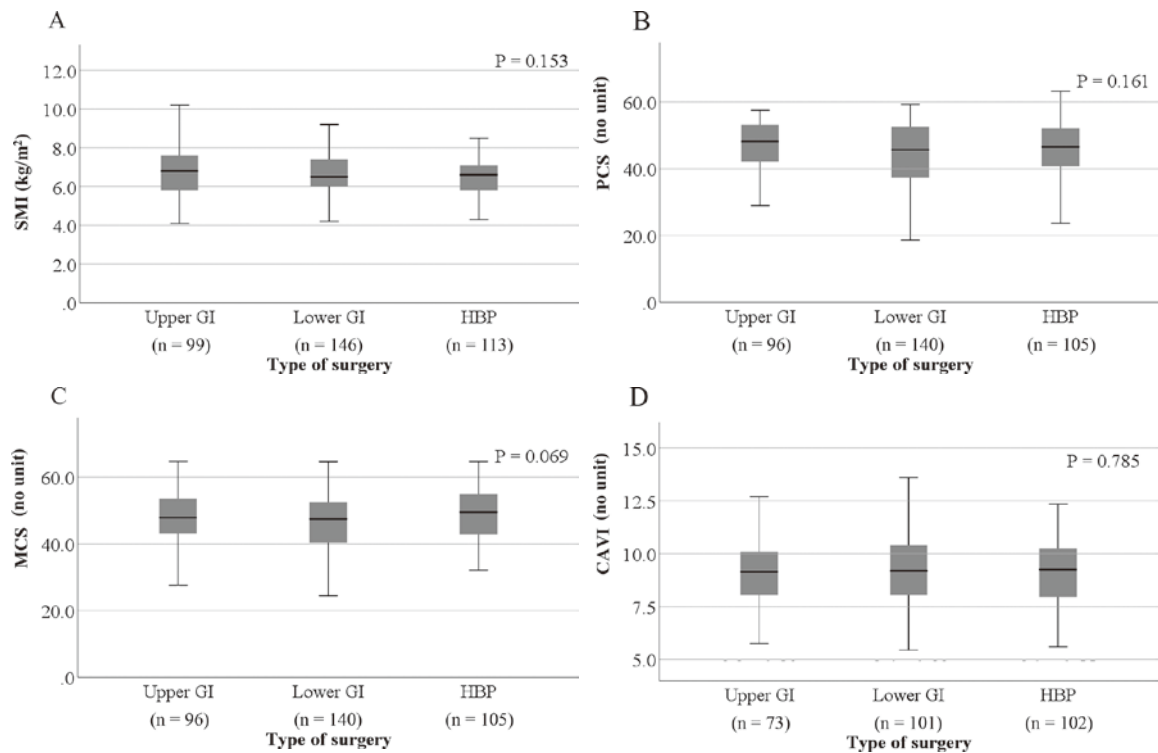 A
P = 0.153
12.0
10.0
8.0
6.0
4.0
2.0
.0
SMI (kg/m²)
Upper GI
Lower GI
HBP
(n = 99)
(n = 146)
(n = 113)
Type of surgery
B
P = 0.161
60.0
40.0
20.0
.0
PCS (no unit)
Upper GI
Lower GI
HBP
(n = 96)
(n = 140)
(n = 105)
Type of surgery
C
P = 0.069
60.0
40.0
20.0
.0
MCS (no unit)
Upper GI
Lower GI
HBP
(n = 96)
(n = 140)
(n = 105)
Type of surgery
D
P = 0.785
15.0
12.5
10.0
7.5
5.0
CAVI (no unit)
Upper GI
Lower GI
HBP
(n = 73)
(n = 101)
(n = 102)
Type of surgery